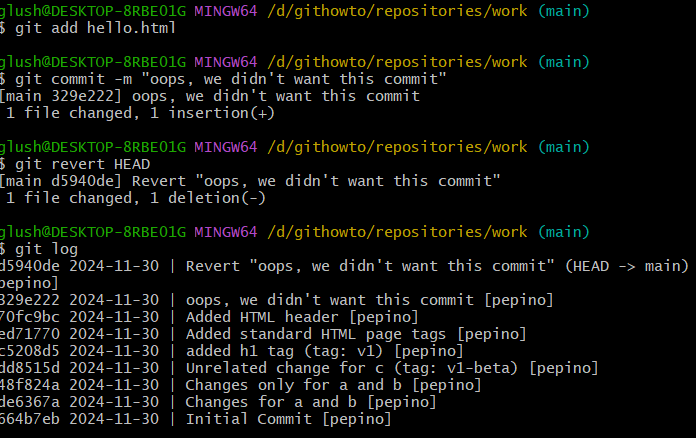 glush@DESKTOP-8RBEO1G MINGW64 /d/githowto/repositories/work (main)
$ git add hello.html
glush@DESKTOP-8RBEO1G MINGW64 /d/githowto/repositories/work (main)
$ git commit -m "oops, we didn't want this commit"
[main 329e222] oops, we didn't want this commit
1 file changed, 1 insertion(+)
glush@DESKTOP-8RBEO1G MINGW64 /d/githowto/repositories/work (main)
$ git revert HEAD
[main d5940de] Revert "oops, we didn't want this commit"
1 file changed, 1 deletion(-)
glush@DESKTOP-8RBEO1G MINGW64 /d/githowto/repositories/work (main)
$ git log
d5940de 2024-11-30 | Revert "oops, we didn't want this commit" (HEAD -> main)
pepino]
329e222 2024-11-30 | oops, we didn't want this commit [pepino]
70fc9bc 2024-11-30 | Added HTML header [pepino]
ed71770 2024-11-30 | Added standard HTML page tags [pepino]
c5208d5 2024-11-30 | added h1 tag (tag: v1) [pepino]
dd8515d 2024-11-30 | Unrelated change for c (tag: v1-beta) [pepino]
48f824a 2024-11-30 | Changes only for a and b [pepino]
de6367a 2024-11-30 | Changes for a and b [pepino]
664b7eb 2024-11-30 | Initial Commit [pepino]